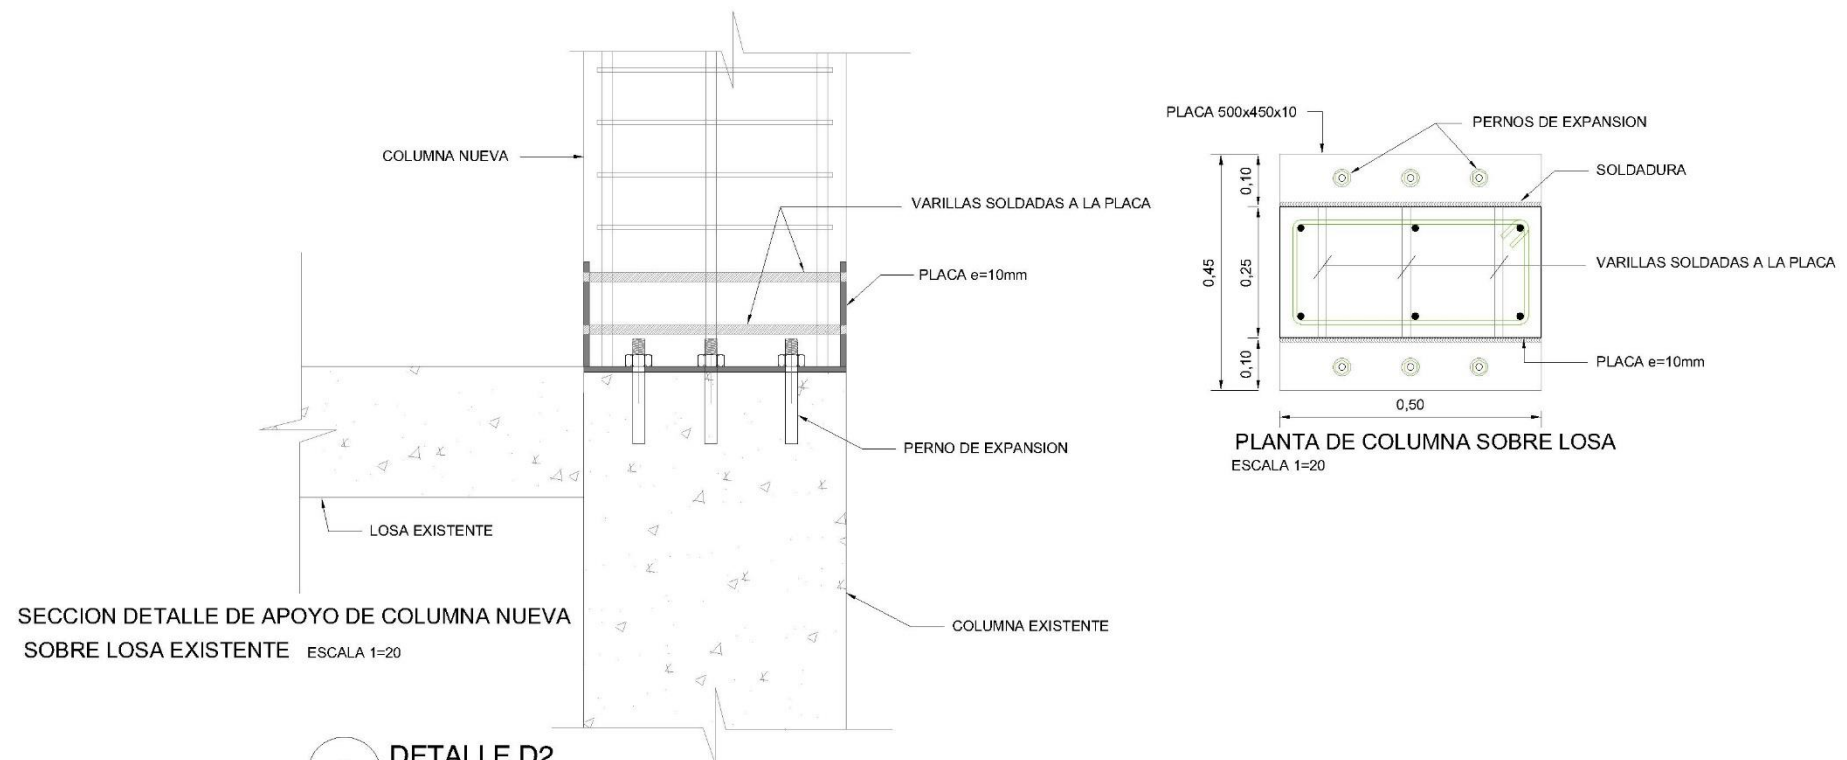 COLUMNA NUEVA
VARILLAS SOLDADAS A LA PLACA
PLACA e=10mm
PERNO DE EXPANSION
LOSA EXISTENTE
COLUMNA EXISTENTE
SECCION DETALLE DE APOYO DE COLUMNA NUEVA
SOBRE LOSA EXISTENTE ESCALA 1=20
DETALLE D2
PLACA 500x450x10
PERNOS DE EXPANSION
SOLDADURA
0,10
0,45
0,25
VARILLAS SOLDADAS A LA PLACA
0,10
PLACA e=10mm
0,50
PLANTA DE COLUMNA SOBRE LOSA
ESCALA 1=20